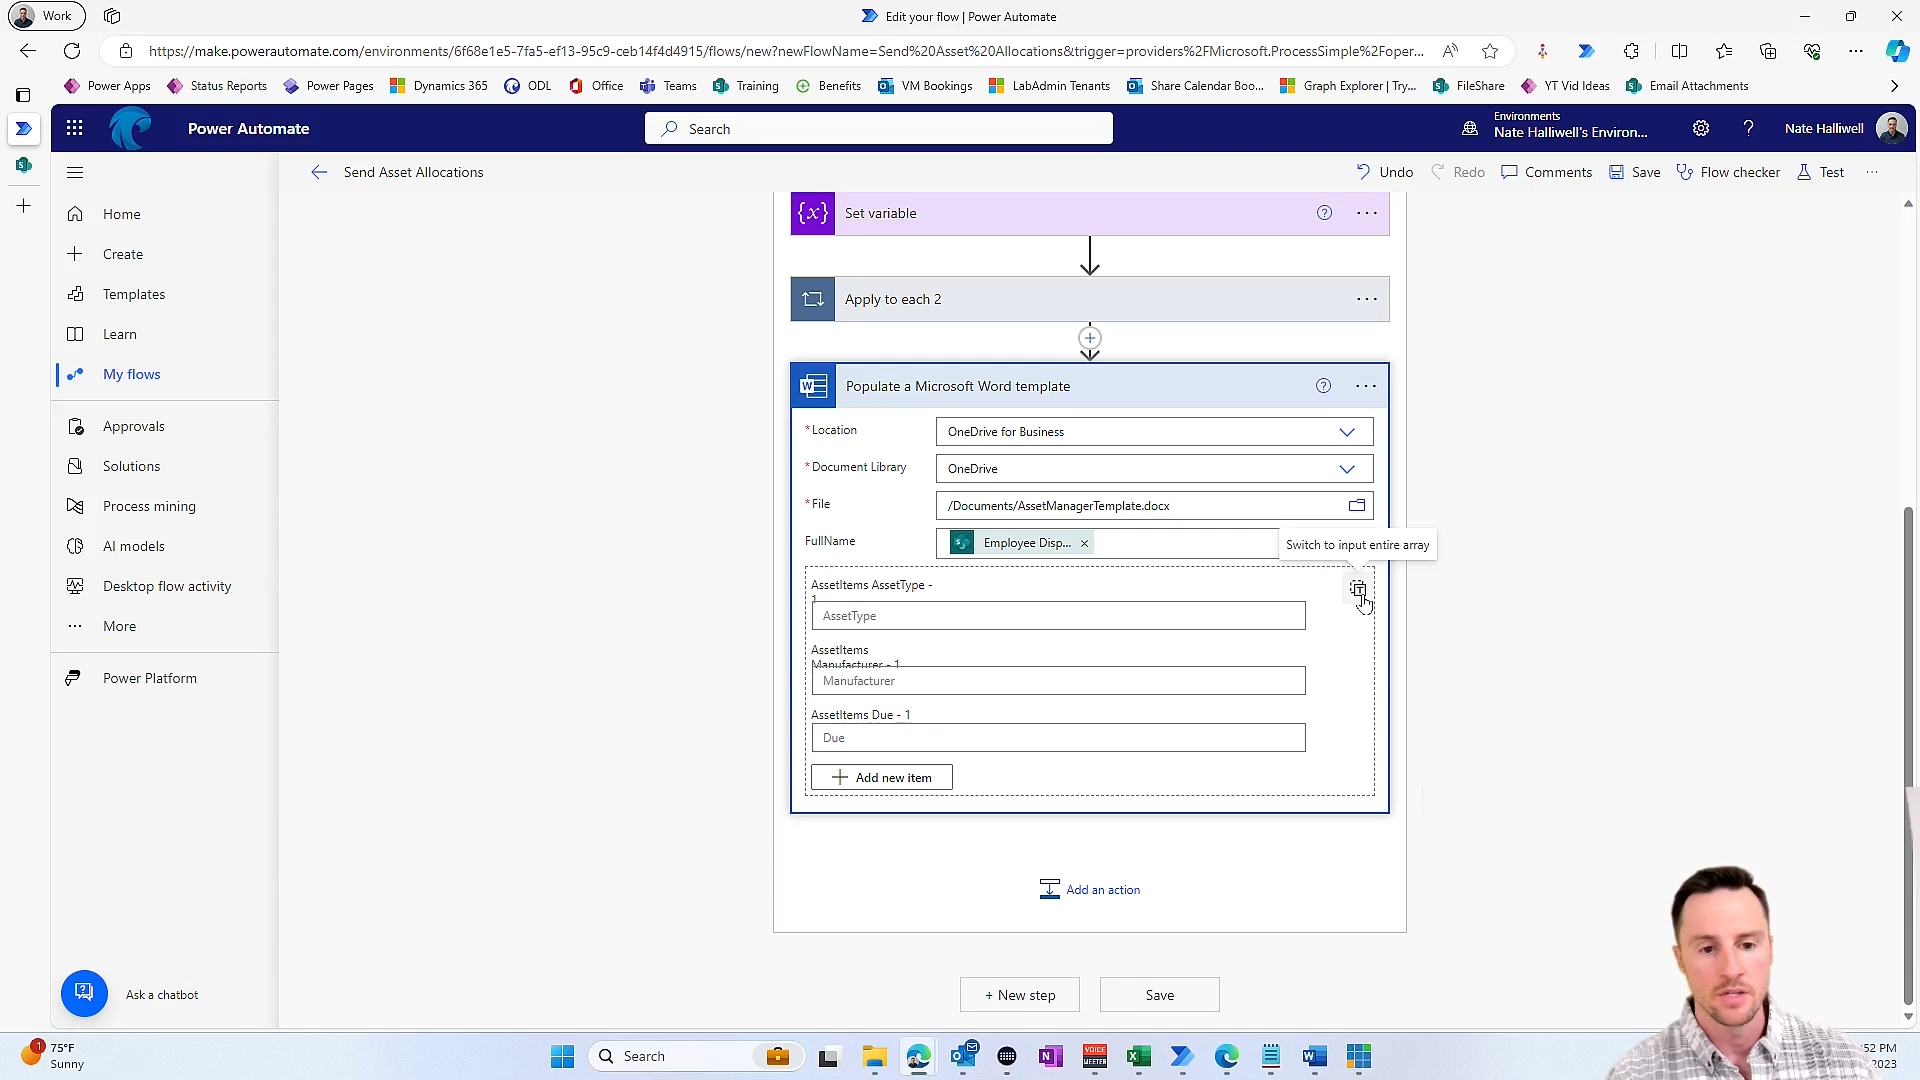 Work
Edit your flow | Power Automate
https://make.powerautomate.com/environments/6f68e1e5-7fa5-ef13-95c9-ceb14f4d4915/flows/new?newFlowName=Send%20Asset%20Allocations&trigger=providers%2FMicrosoft.ProcessSimple%2Foper...
Power Apps
Status Reports
Power Pages
Dynamics 365
ODL
Office
Teams
Training
Benefits
VM Bookings
LabAdmin Tenants
Share Calendar Boo...
Graph Explorer | Try...
FileShare
YT Vid Ideas
Email Attachments
Power Automate
Search
Environments
Nate Halliwell's Environ...
Nate Halliwell
Send Asset Allocations
Undo
Redo
Comments
Save
Flow checker
Test
Home
Create
Templates
Learn
My flows
Approvals
Solutions
Process mining
AI models
Desktop flow activity
More
Power Platform
Ask a chatbot
Set variable
Apply to each 2
Populate a Microsoft Word template
* Location
OneDrive for Business
* Document Library
OneDrive
* File
/Documents/AssetManagerTemplate.docx
FullName
Employee Disp...
Switch to input entire array
AssetItems AssetType -
1
AssetType
AssetItems
Manufacturer - 1
Manufacturer
AssetItems Due - 1
Due
Add new item
Add an action
+ New step
Save
1
75°F
Sunny
Search
VOICE
MEETER
:52 PM
2023